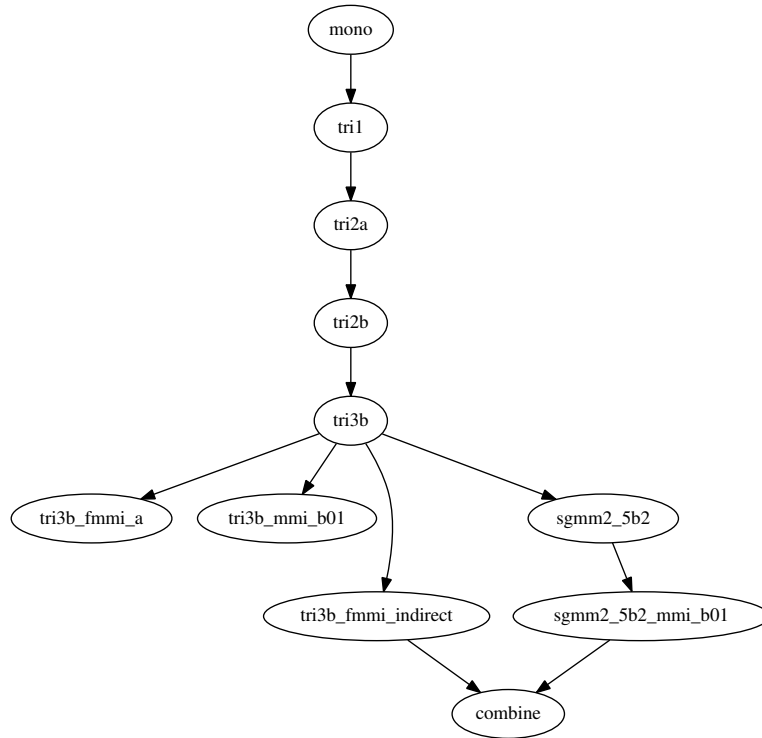 mono
tri1
tri2a
tri2b
tri3b
tri3b_fmmi_a
tri3b_mmi_b01
sgmm2_5b2
tri3b_fmmi_indirect
sgmm2_5b2_mmi_b01
combine